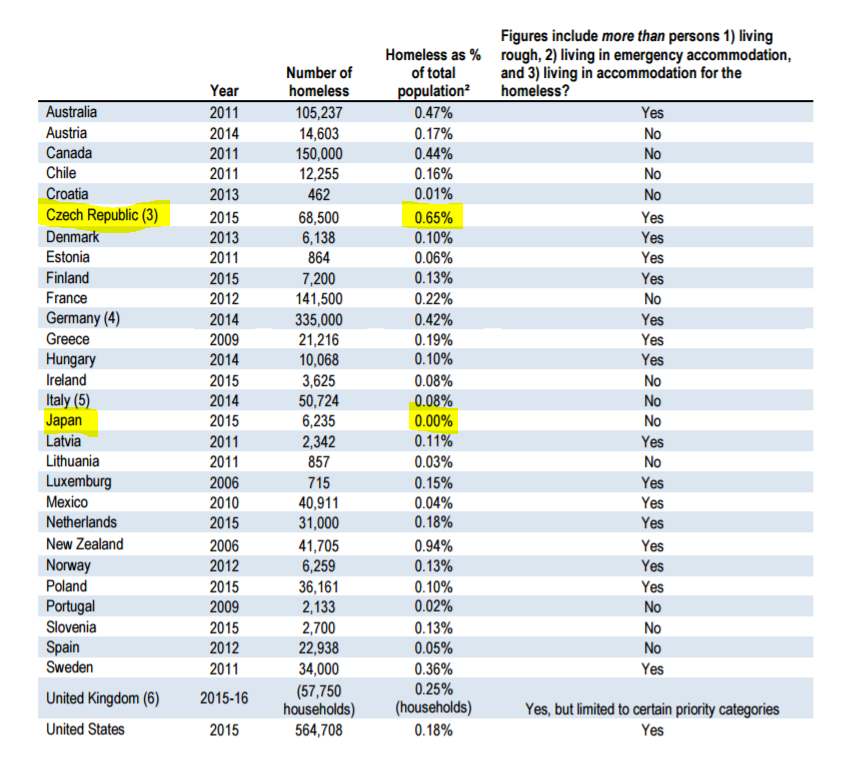 Year Number of homeless Homeless as % of total population² Figures include more than persons 1) living rough, 2) living in emergency accommodation, and 3) living in accommodation for the homeless?
Australia 2011 105,237 0.47% Yes
Austria 2014 14,603 0.17% No
Canada 2011 150,000 0.44% No
Chile 2011 12,255 0.16% No
Croatia 2013 462 0.01% No
Czech Republic (3) 2015 68,500 0.65% Yes
Denmark 2013 6,138 0.10% Yes
Estonia 2011 864 0.06% Yes
Finland 2015 7,200 0.13% Yes
France 2012 141,500 0.22% No
Germany (4) 2014 335,000 0.42% Yes
Greece 2009 21,216 0.19% Yes
Hungary 2014 10,068 0.10% Yes
Ireland 2015 3,625 0.08% No
Italy (5) 2014 50,724 0.08% No
Japan 2015 6,235 0.00% No
Latvia 2011 2,342 0.11% Yes
Lithuania 2011 857 0.03% No
Luxemburg 2006 715 0.15% Yes
Mexico 2010 40,911 0.04% Yes
Netherlands 2015 31,000 0.18% Yes
New Zealand 2006 41,705 0.94% Yes
Norway 2012 6,259 0.13% Yes
Poland 2015 36,161 0.10% Yes
Portugal 2009 2,133 0.02% No
Slovenia 2015 2,700 0.13% No
Spain 2012 22,938 0.05% No
Sweden 2011 34,000 0.36% Yes
United Kingdom (6) 2015-16 (57,750 households) 0.25% (households) Yes, but limited to certain priority categories
United States 2015 564,708 0.18% Yes